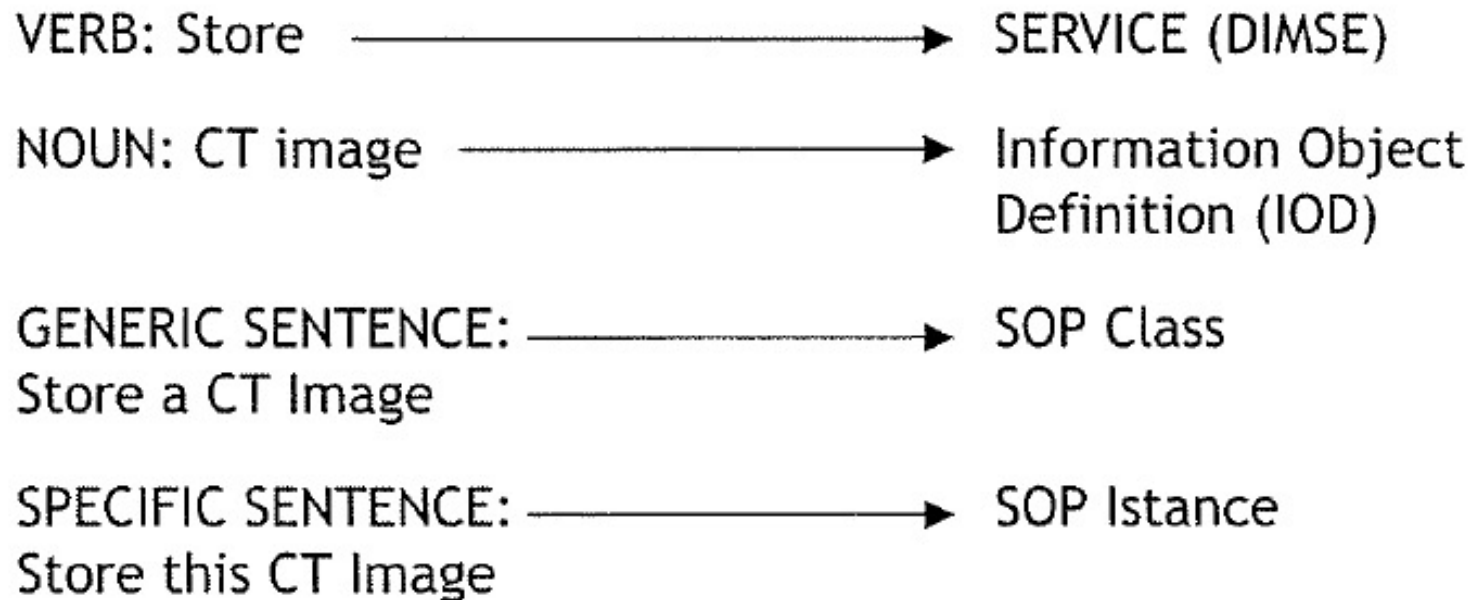 VERB: Store SERVICE (DIMSE)
NOUN: CT image Information Object
Definition (IOD)
GENERIC SENTENCE: SOP Class
Store a CT Image
SPECIFIC SENTENCE: SOP Istance
Store this CT Image